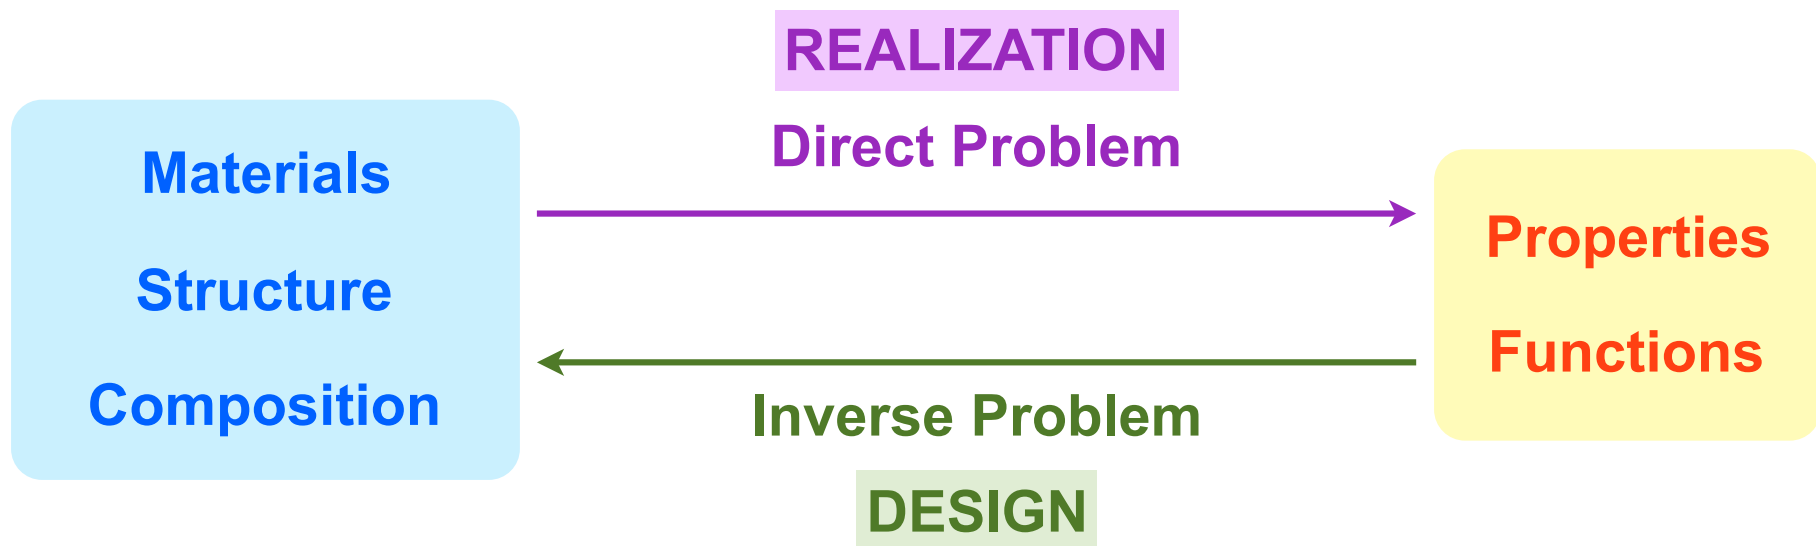 REALIZATION
Direct Problem
Materials
Structure
Composition
Properties
Functions
Inverse Problem
DESIGN